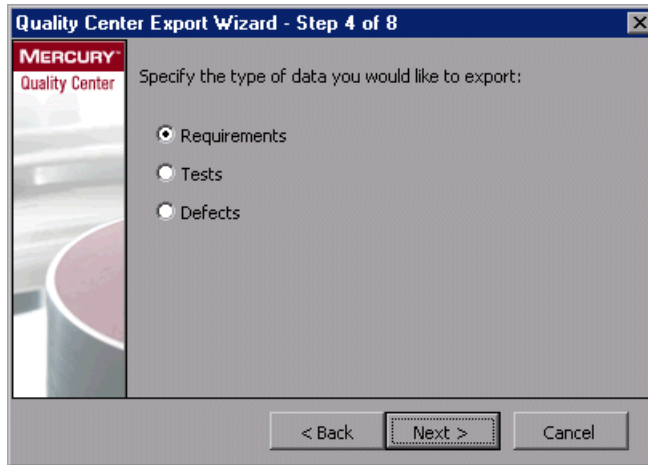 Quality Center Export Wizard - Step 4 of 8
MERCURY™
Quality Center
Specify the type of data you would like to export:
Requirements
Tests
Defects
< Back
Next >
Cancel